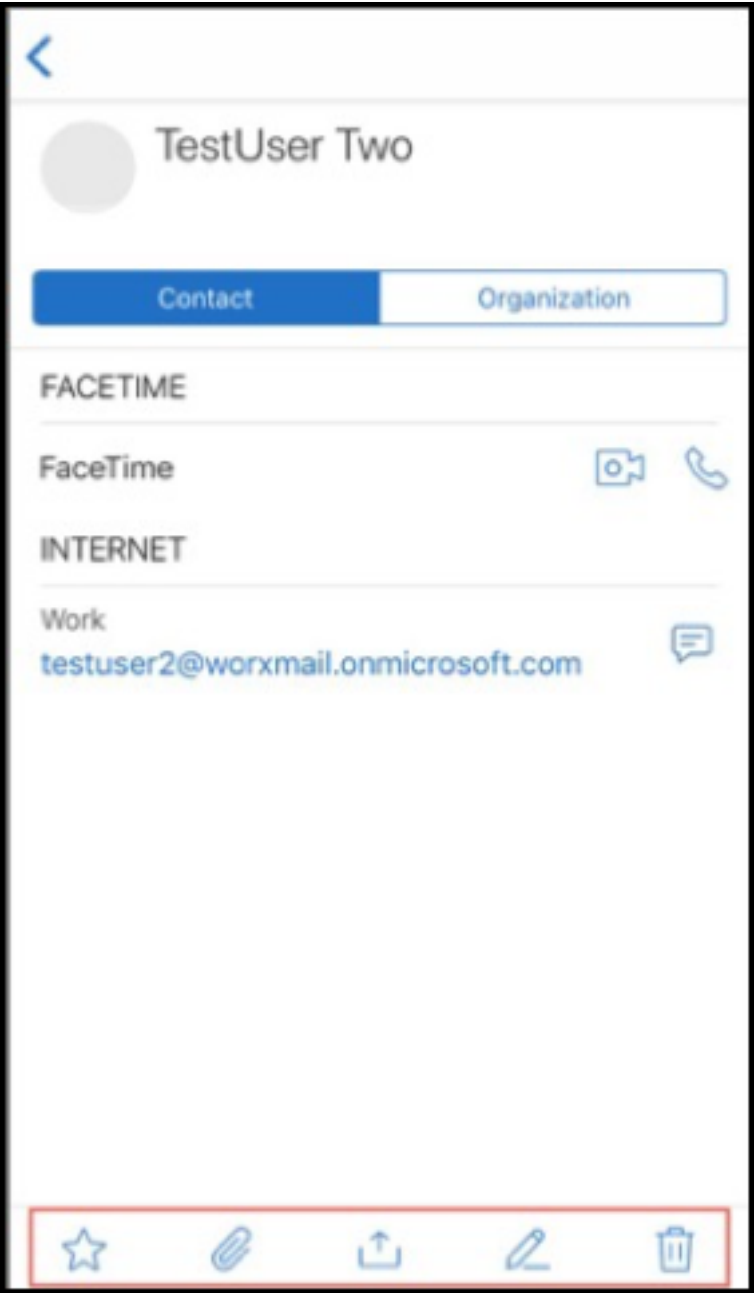 TestUser Two
Contact Organization
FACETIME
FaceTime
INTERNET
Work
testuser2@worxmail.onmicrosoft.com